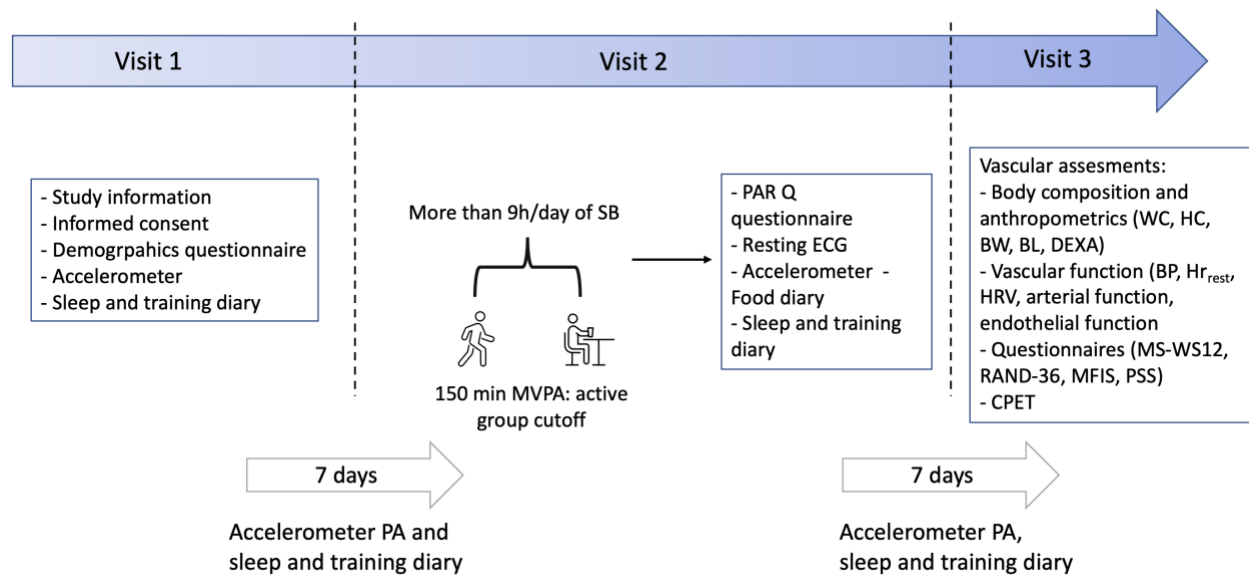 Visit 1
Visit 2
Visit 3
- Study information
- Informed consent
- Demogrpahics questionnaire
- Accelerometer
- Sleep and training diary
More than 9h/day of SB
150 min MVPA: active
group cutoff
- PAR Q
questionnaire
- Resting ECG
- Accelerometer -
Food diary
- Sleep and training
diary
Vascular assesments:
- Body composition and
anthropometrics (WC, HC,
BW, BL, DEXA)
- Vascular function (BP, Hrrest,
HRV, arterial function,
endothelial function
- Questionnaires (MS-WS12,
RAND-36, MFIS, PSS)
- CPET
7 days
Accelerometer PA and
sleep and training diary
7 days
Accelerometer PA,
sleep and training diary